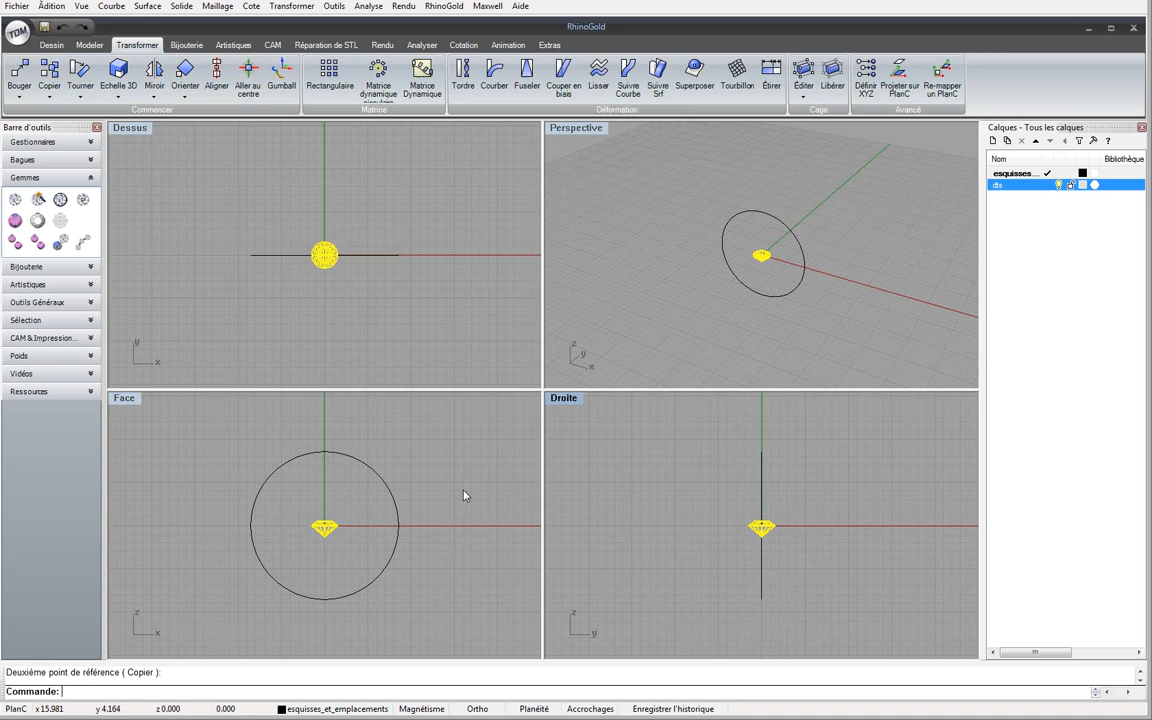 Fichier Ädition Vue Courbe Surface Solide Maillage Cote Transformer Outils Analyse Rendu RhinoGold Maxwell Aide
TDM RhinoGold
Dessin Modeler Transformer Bijouterie Artistiques CAM Réparation de STL Rendu Analyser Cotation Animation Extras
Bouger Copier Tourner Echelle 3D Miroir Orienter Aligner Aller au centre Gumball Rectangulaire Matrice dynamique circulaire Matrice Dynamique Tordre Courber Fuseler Couper en biais Lisser Suivre Courbe Suivre Srf Superposer Tourbillon Étirer Éditer Libérer Définir XYZ Projeter sur PlanC Re-mapper un PlanC
Commencer Matrice Déformation Cage Avancé
Barre d'outils
Gestionnaires
Bagues
Gemmes
Bijouterie
Artistiques
Outils Généraux
Sélection
CAM & Impression...
Poids
Vidéos
Ressources
Dessus
y
x
Perspective
z
y
x
Face
z
x
Droite
z
y
Calques - Tous les calques
Nom Bibliothèque
esquisses...
dts
Deuxième point de référence ( Copier ):
Commande:
PlanC x 15.981 y 4.164 z 0.000 0.000 esquisses_et_emplacements Magnétisme Ortho Planéité Accrochages Enregistrer l'historique